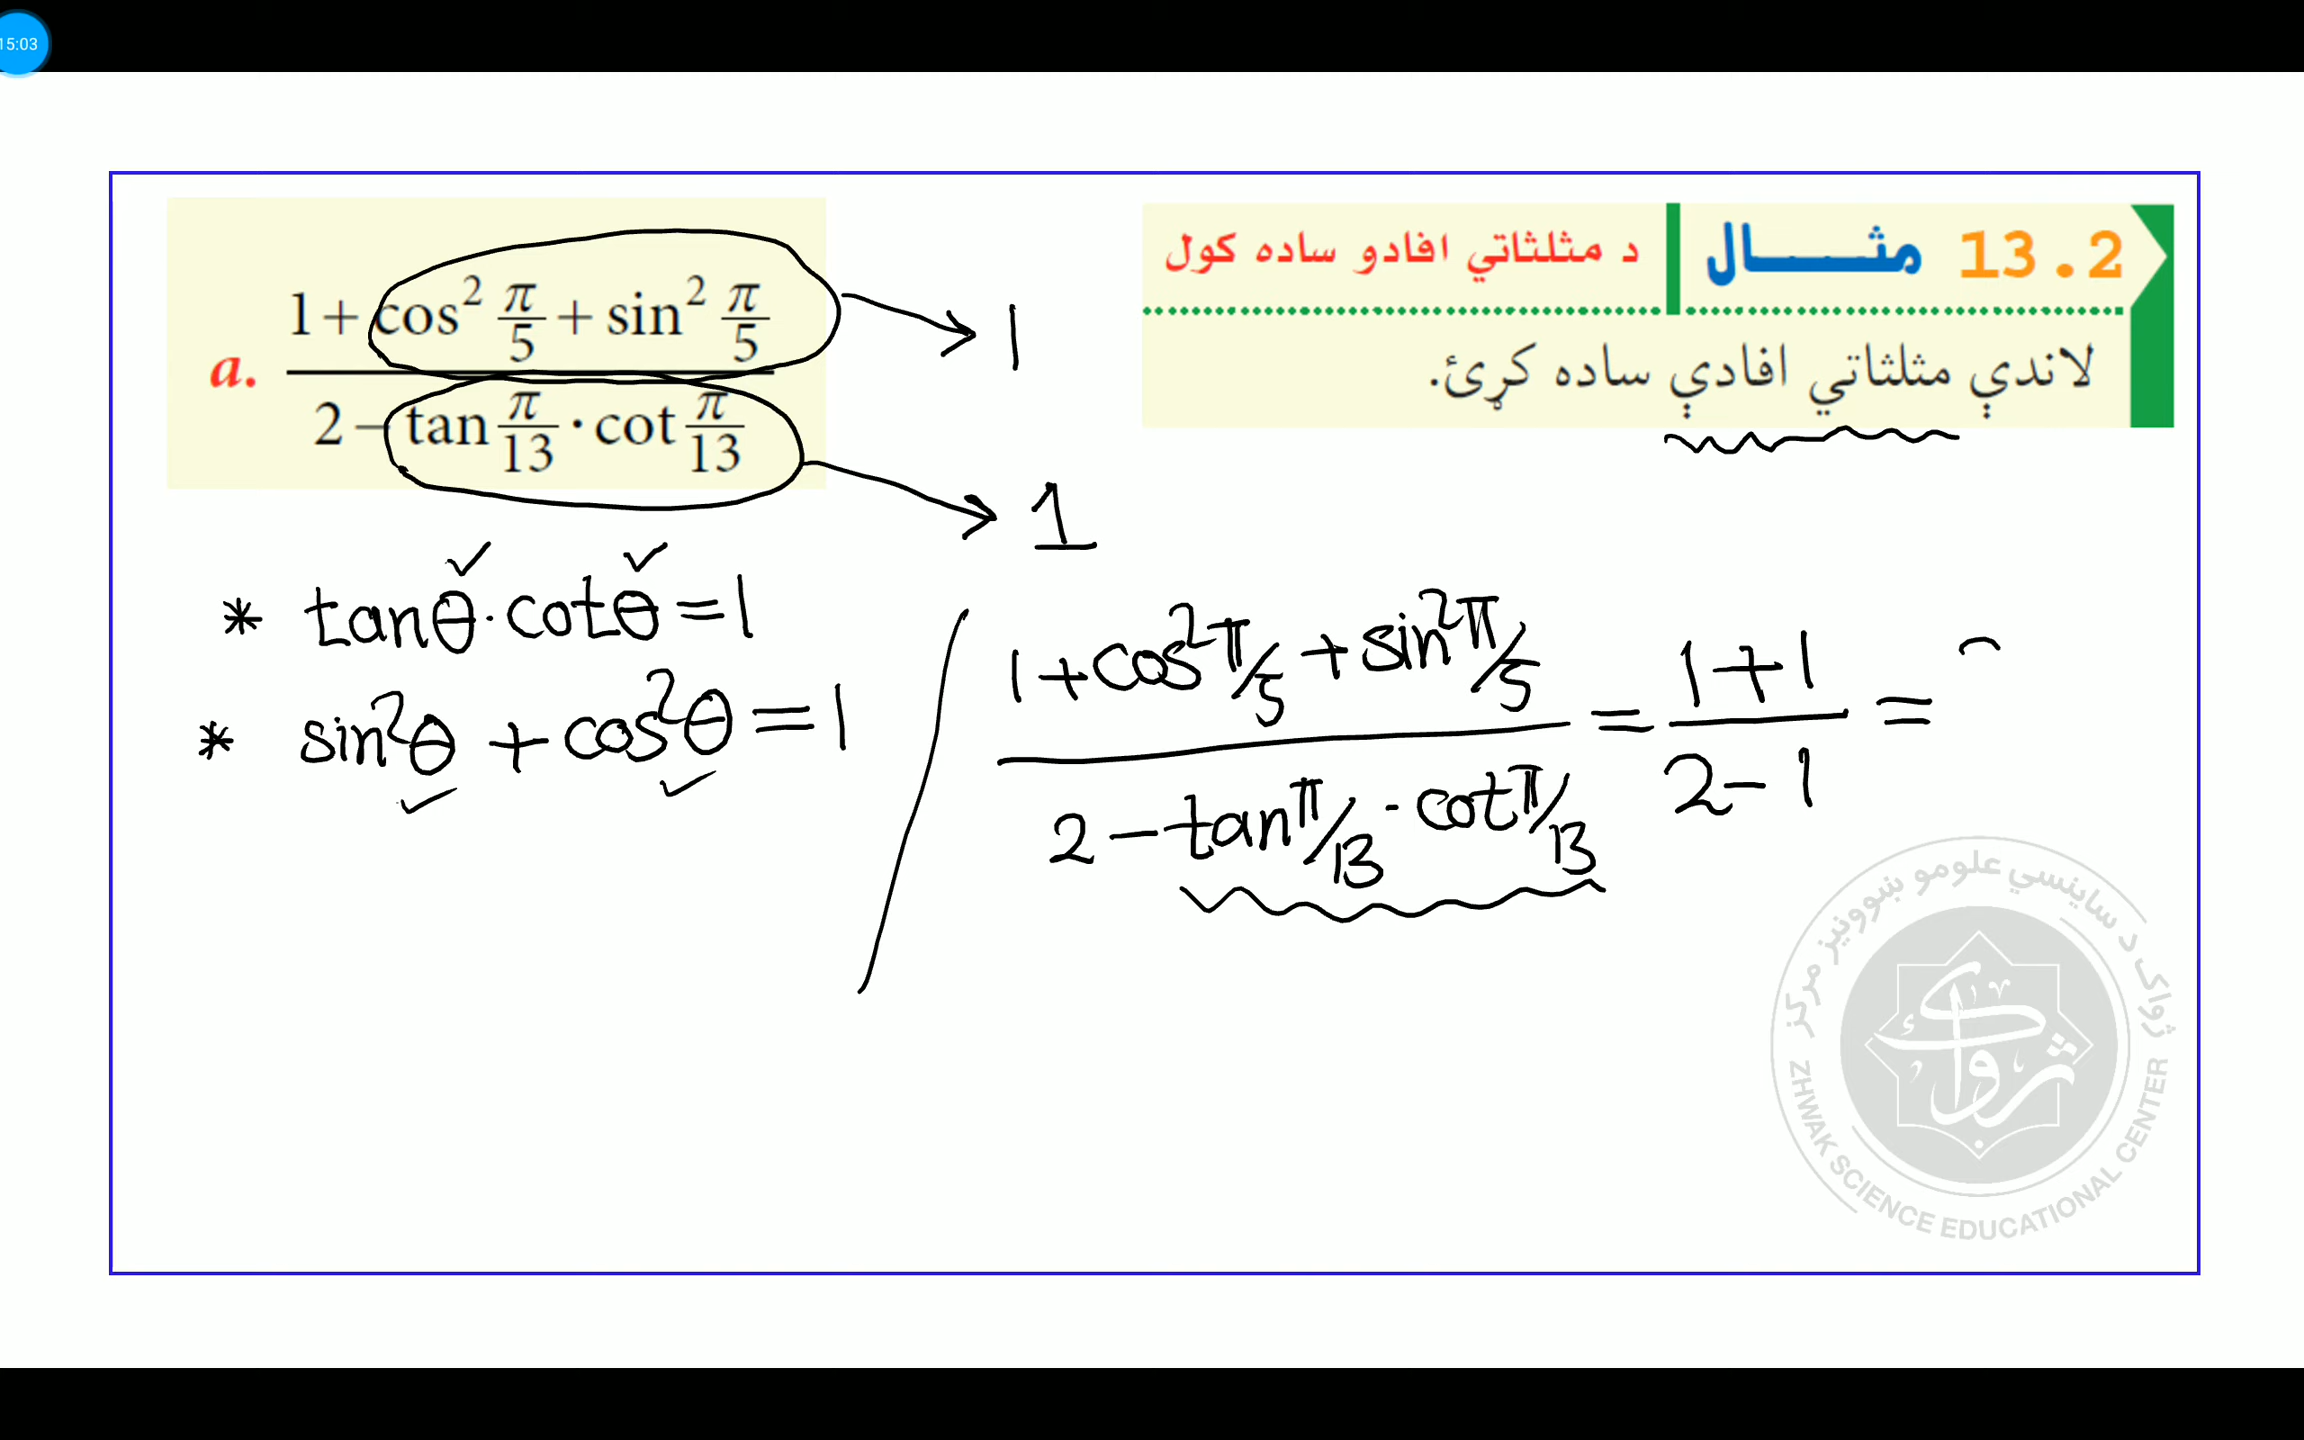 15:03
13.2 مثـــــال د مثلثاتي افادو ساده کول
لاندې مثلثاتي افادې ساده کړئ.
a. (1 + cos² π/5 + sin² π/5) / (2 − tan π/13 · cot π/13)
1
1
* tanθ · cotθ = 1
* sin²θ + cos²θ = 1
(1 + cos² π/5 + sin² π/5) / (2 − tan π/13 · cot π/13) = (1+1) / (2−1) =
ژواک د ساینسي علومو ښوونیز مرکز
ژواک
ZHWAK SCIENCE EDUCATIONAL CENTER